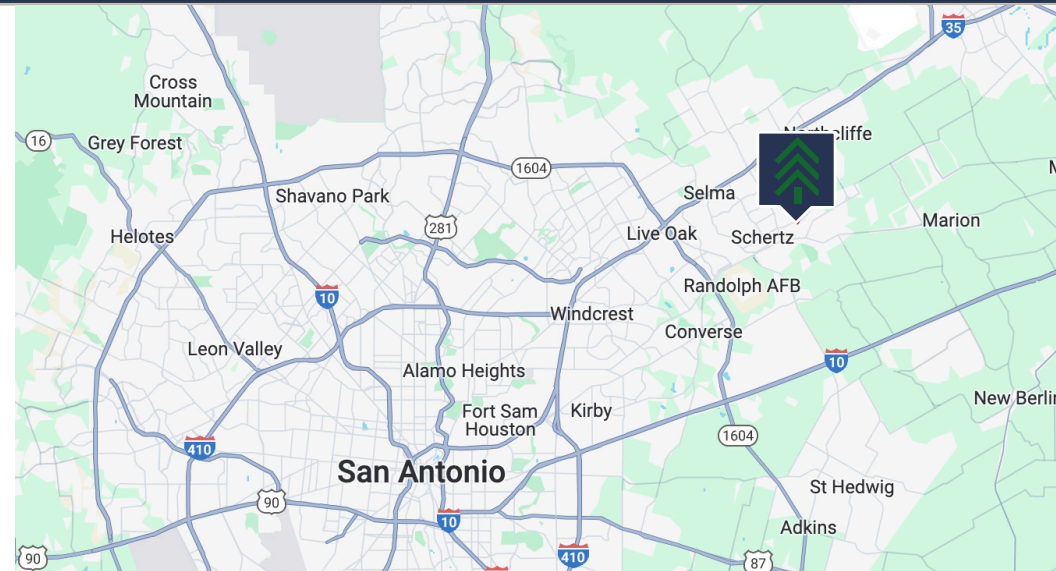 35
Cross
Mountain
Northcliffe
16
Grey Forest
1604
Shavano Park
Selma
Marion
281
Helotes
Live Oak
Schertz
Randolph AFB
10
Windcrest
Converse
Leon Valley
10
Alamo Heights
New Berlin
Fort Sam
Houston
Kirby
1604
410
San Antonio
St Hedwig
90
10
Adkins
410
90
87